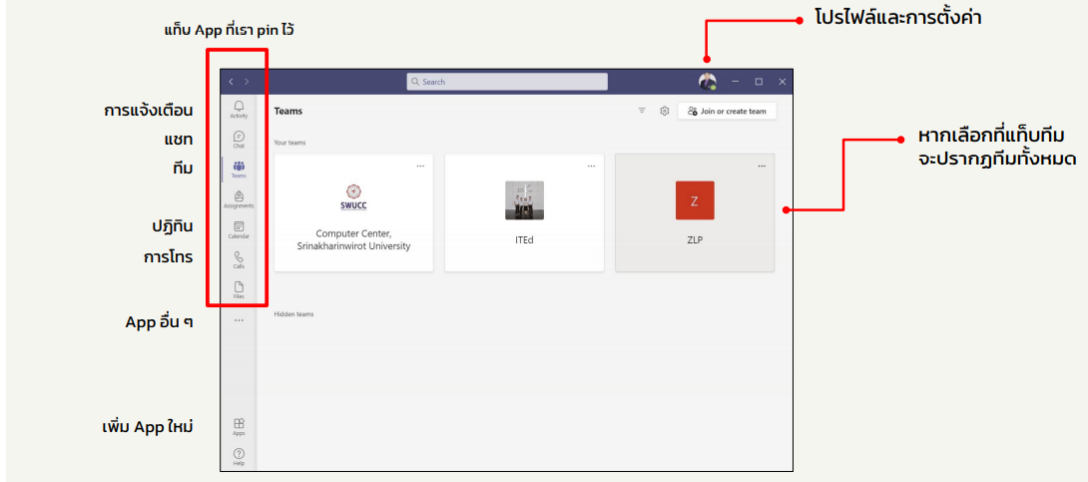 แท็บ App ที่เรา pin ไว้
โปรไฟล์และการตั้งค่า
Search
การแจ้งเตือน
แชท
ทีม
ปฏิทิน
การโทร
App อื่น ๆ
เพิ่ม App ใหม่
Activity
Chat
Teams
Assignments
Calendar
Calls
Files
Apps
Help
Teams
Join or create team
Your teams
SWUCC
Computer Center,
Srinakharinwirot University
ITEd
Z
ZLP
Hidden teams
หากเลือกที่แท็บทีม
จะปรากฏทีมทั้งหมด